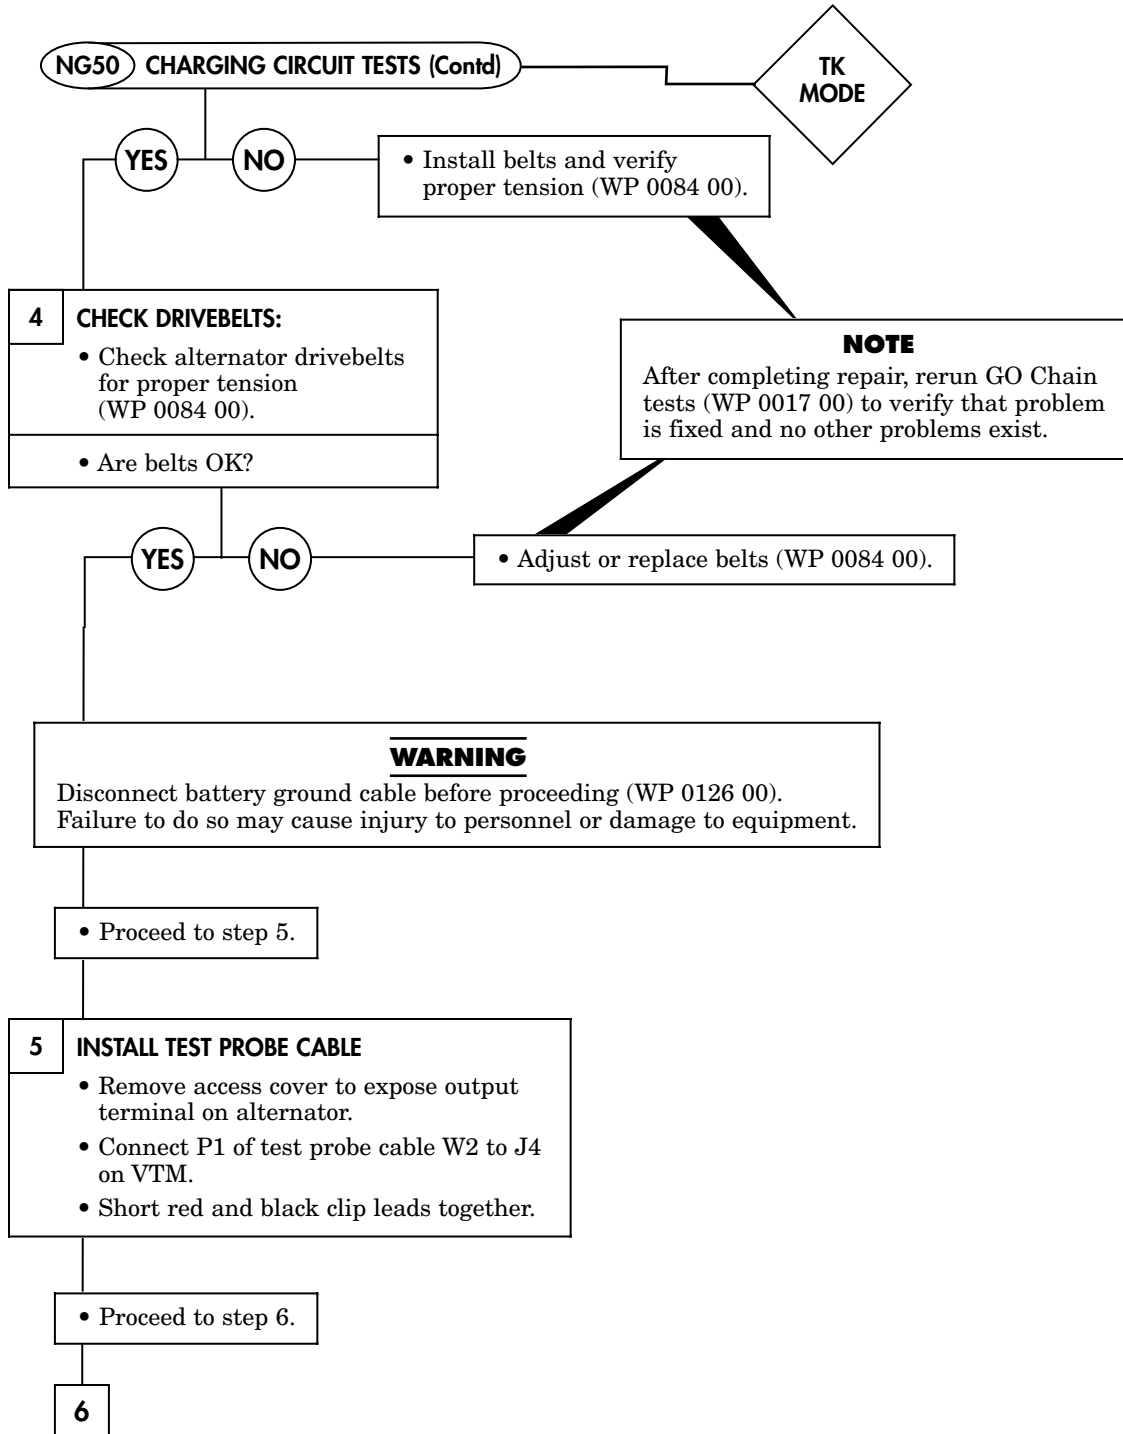 NG50 CHARGING CIRCUIT TESTS (Contd)
TK
MODE
YES
NO
• Install belts and verify
proper tension (WP 0084 00).
4 CHECK DRIVEBELTS:
• Check alternator drivebelts
for proper tension
(WP 0084 00).
• Are belts OK?
NOTE
After completing repair, rerun GO Chain
tests (WP 0017 00) to verify that problem
is fixed and no other problems exist.
YES
NO
• Adjust or replace belts (WP 0084 00).
WARNING
Disconnect battery ground cable before proceeding (WP 0126 00).
Failure to do so may cause injury to personnel or damage to equipment.
• Proceed to step 5.
5 INSTALL TEST PROBE CABLE
• Remove access cover to expose output
terminal on alternator.
• Connect P1 of test probe cable W2 to J4
on VTM.
• Short red and black clip leads together.
• Proceed to step 6.
6